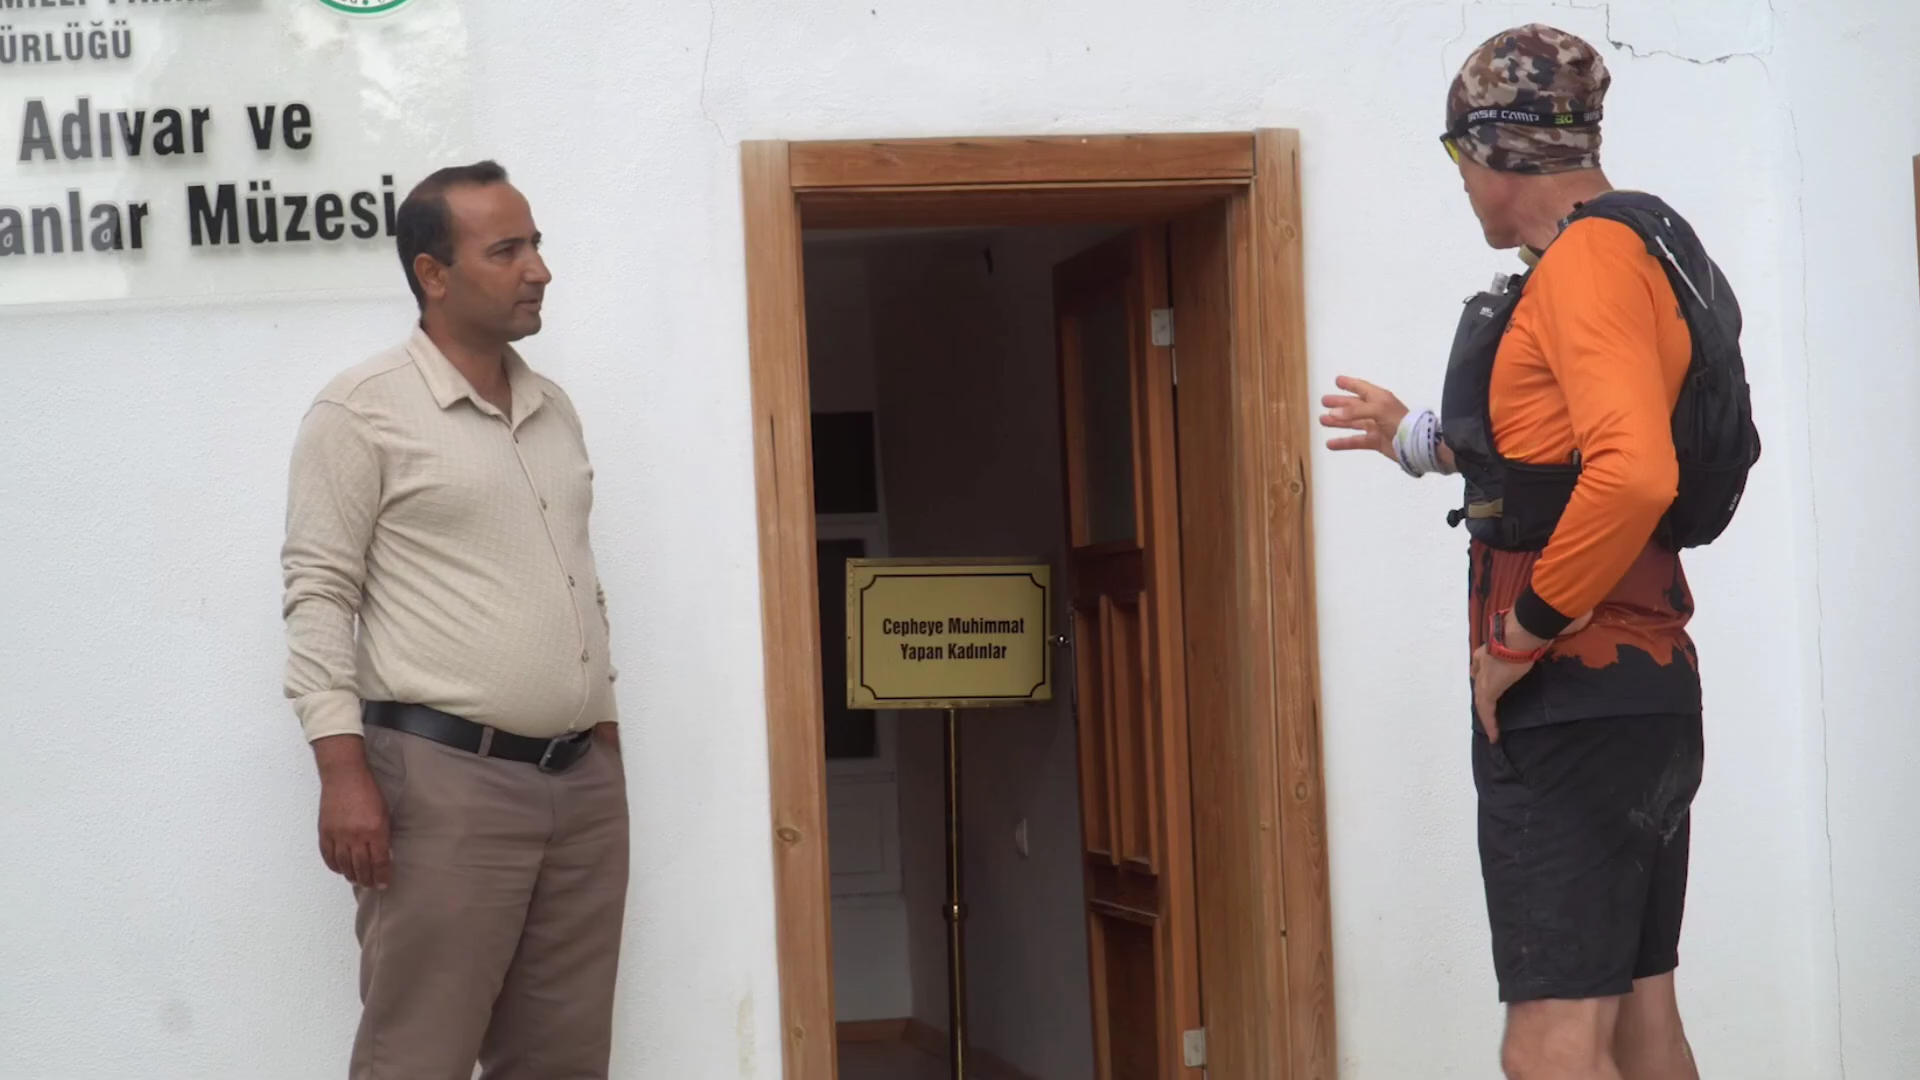 ÜRLÜĞÜ
Adıvar ve
anlar Müzesi
Cepheye Muhimmat
Yapan Kadınlar
BASE CAMP